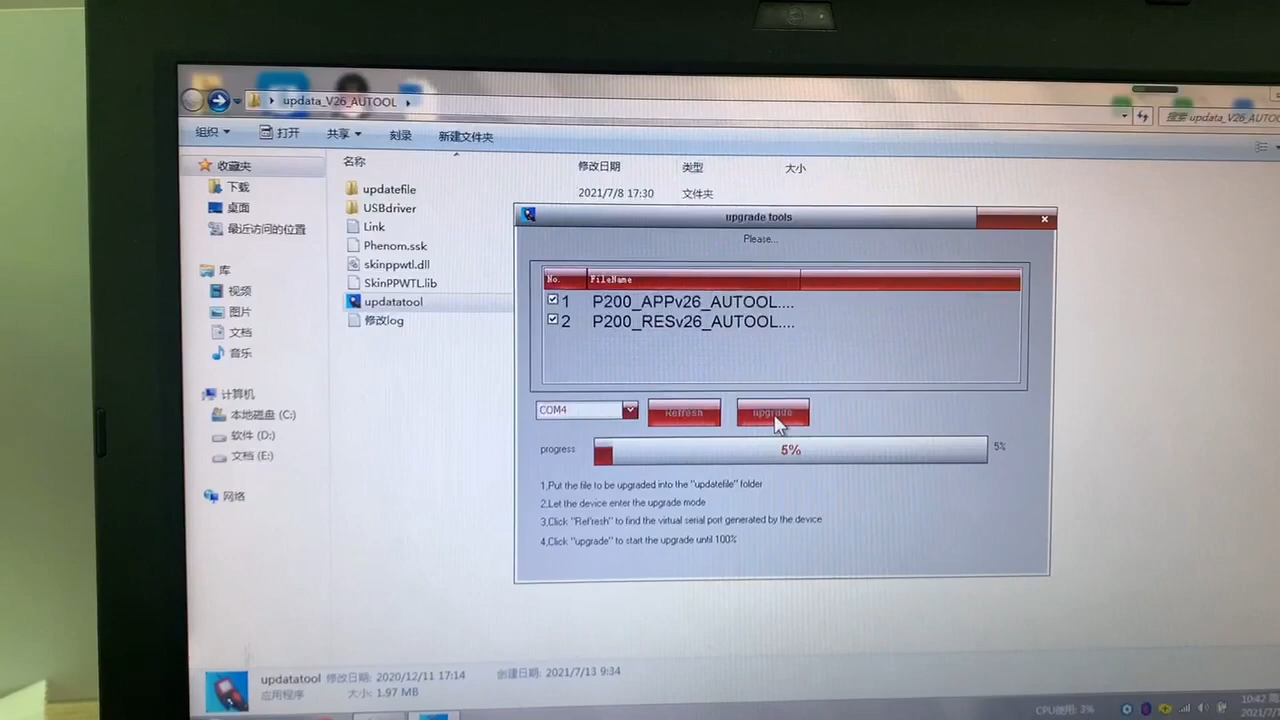 updata_V26_AUTOOL
搜索 updata_V26_AUTOO
组织 打开 共享 刻录 新建文件夹
收藏夹
下载
桌面
最近访问的位置
库
视频
图片
文档
音乐
计算机
本地磁盘 (C:)
软件 (D:)
文档 (E:)
网络
名称 修改日期 类型 大小
updatefile 2021/7/8 17:30 文件夹
USBdriver
Link
Phenom.ssk
skinppwtl.dll
SkinPPWTL.lib
updatatool
修改log
upgrade tools
Please...
No. FileName
1 P200_APPv26_AUTOOL....
2 P200_RESv26_AUTOOL....
COM4 Refresh upgrade
progress 5% 5%
1,Put the file to be upgraded into the "updatefile" folder
2,Let the device enter the upgrade mode
3,Click "Refresh" to find the virtual serial port generated by the device
4,Click "upgrade" to start the upgrade until 100%
updatatool 修改日期: 2020/12/11 17:14 创建日期: 2021/7/13 9:34
应用程序 大小: 1.97 MB
CPU使用: 3%
10:42